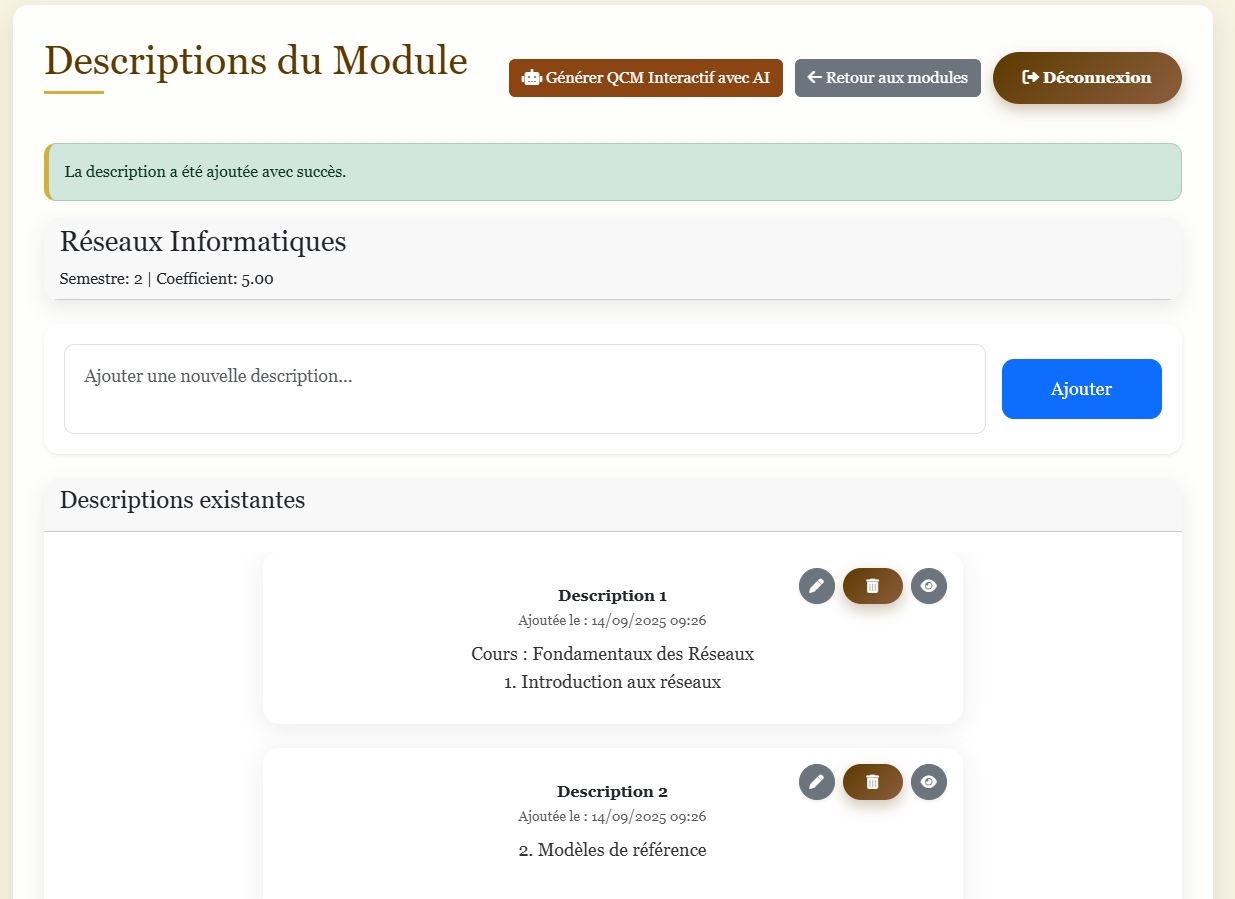 Descriptions du Module
Générer QCM Interactif avec AI
Retour aux modules
Déconnexion
La description a été ajoutée avec succès.
Réseaux Informatiques
Semestre: 2 | Coefficient: 5.00
Ajouter une nouvelle description...
Ajouter
Descriptions existantes
Description 1
Ajoutée le : 14/09/2025 09:26
Cours : Fondamentaux des Réseaux
1. Introduction aux réseaux
Description 2
Ajoutée le : 14/09/2025 09:26
2. Modèles de référence